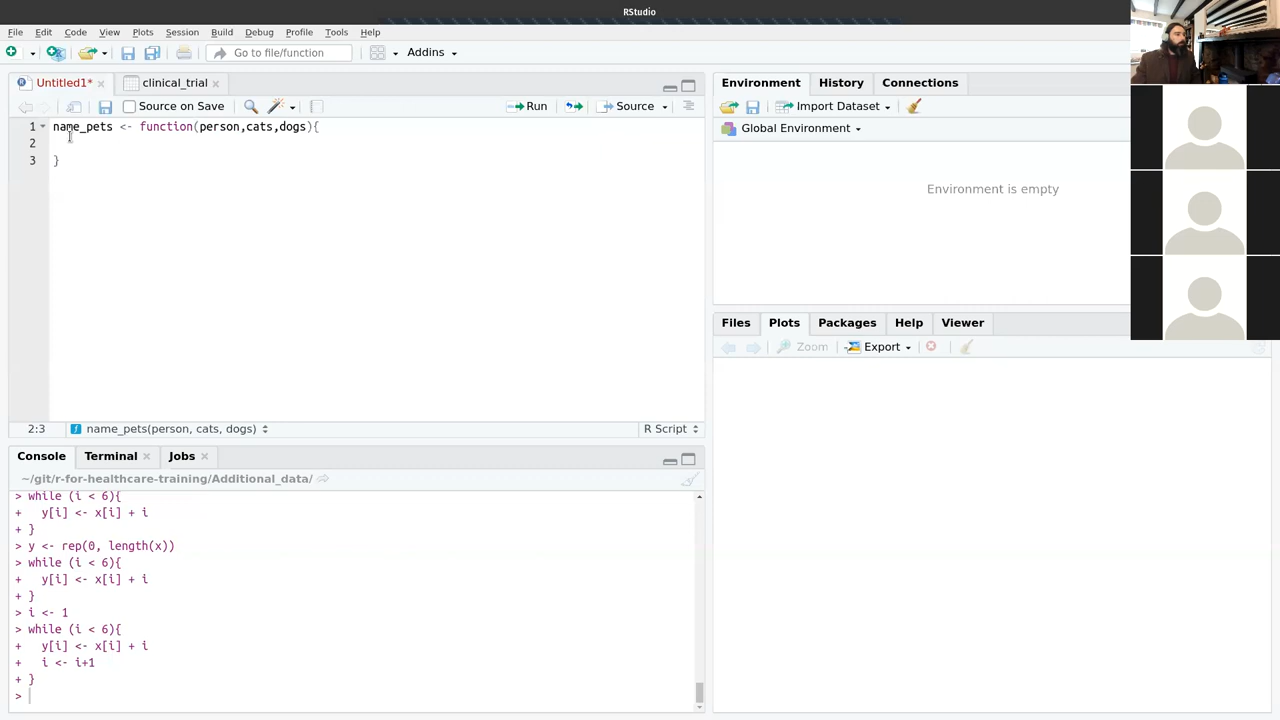 RStudio
File Edit Code View Plots Session Build Debug Profile Tools Help
Go to file/function Addins
Untitled1* clinical_trial
Source on Save Run Source
1 name_pets <- function(person,cats,dogs){
2
3 }
2:3 name_pets(person, cats, dogs) R Script
Console Terminal Jobs
~/git/r-for-healthcare-training/Additional_data/
> while (i < 6){
+ y[i] <- x[i] + i
+ }
> y <- rep(0, length(x))
> while (i < 6){
+ y[i] <- x[i] + i
+ }
> i <- 1
> while (i < 6){
+ y[i] <- x[i] + i
+ i <- i+1
+ }
>
Environment History Connections
Import Dataset
Global Environment
Environment is empty
Files Plots Packages Help Viewer
Zoom Export